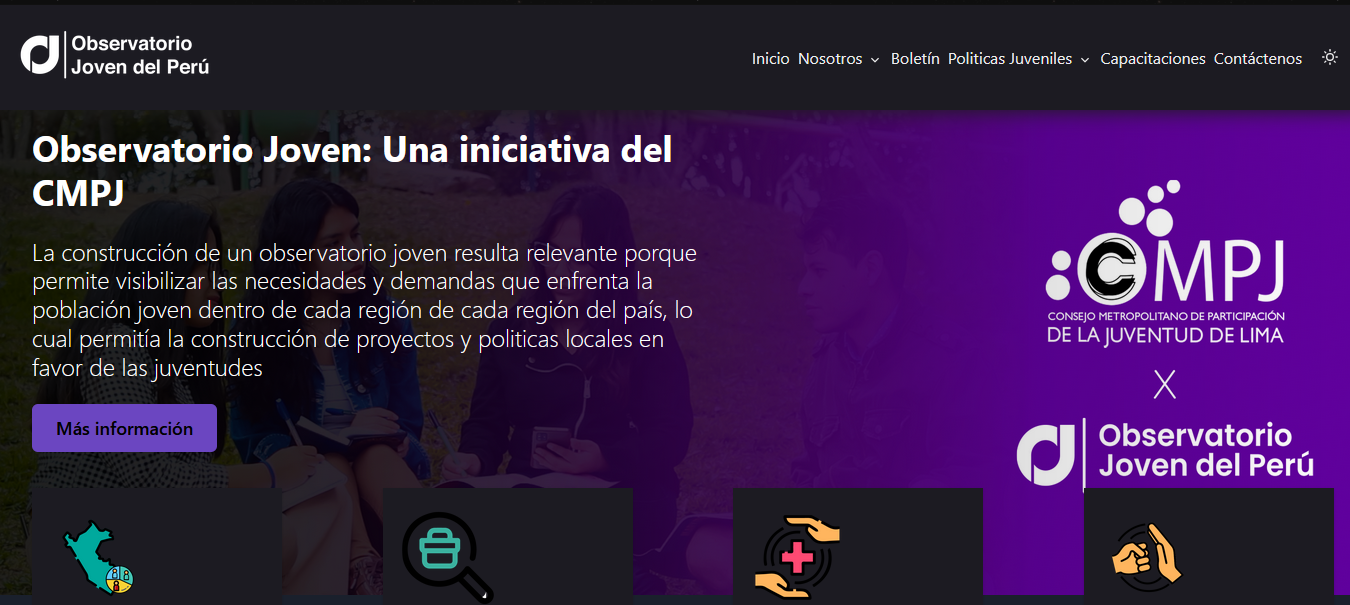 Observatorio
Joven del Perú
Inicio Nosotros Boletín Politicas Juveniles Capacitaciones Contáctenos
Observatorio Joven: Una iniciativa del
CMPJ
La construcción de un observatorio joven resulta relevante porque
permite visibilizar las necesidades y demandas que enfrenta la
población joven dentro de cada región de cada región del país, lo
cual permitía la construcción de proyectos y politicas locales en
favor de las juventudes
Más información
CMPJ
CONSEJO METROPOLITANO DE PARTICIPACIÓN
DE LA JUVENTUD DE LIMA
X
Observatorio
Joven del Perú